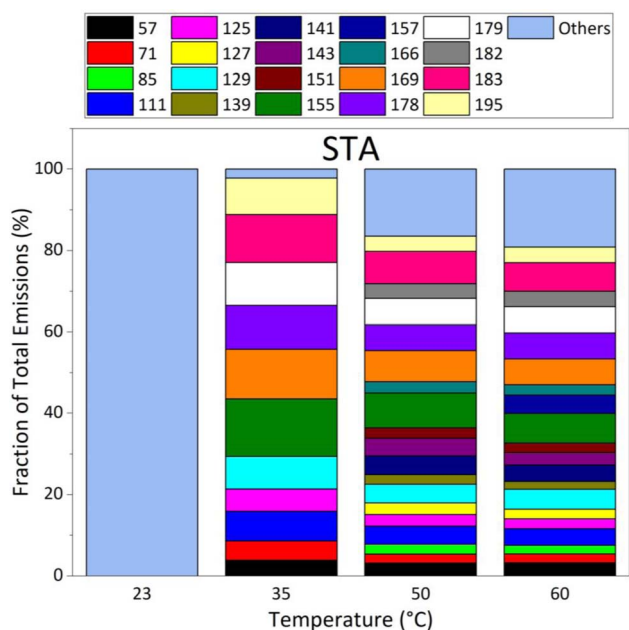 57 125 141 157 179 Others
71 127 143 166 182
85 129 151 169 183
111 139 155 178 195
STA
100
80
60
40
20
0
Fraction of Total Emissions (%)
23 35 50 60
Temperature (°C)